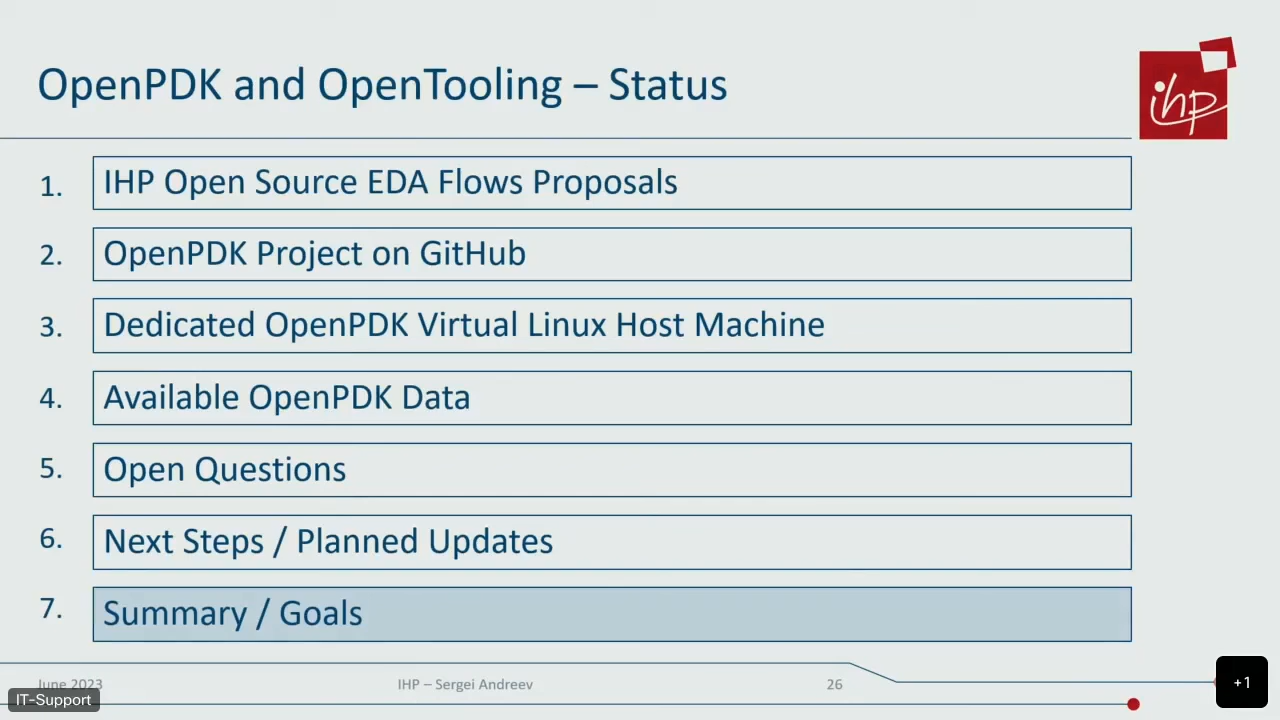 OpenPDK and OpenTooling – Status
ihp
1. IHP Open Source EDA Flows Proposals
2. OpenPDK Project on GitHub
3. Dedicated OpenPDK Virtual Linux Host Machine
4. Available OpenPDK Data
5. Open Questions
6. Next Steps / Planned Updates
7. Summary / Goals
June 2023 IHP – Sergei Andreev 26
IT-Support
+1